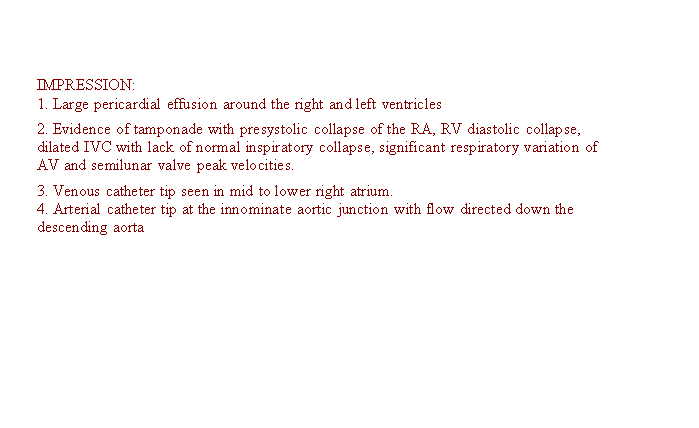 IMPRESSION:
1. Large pericardial effusion around the right and left ventricles
2. Evidence of tamponade with presystolic collapse of the RA, RV diastolic collapse,
dilated IVC with lack of normal inspiratory collapse, significant respiratory variation of
AV and semilunar valve peak velocities.
3. Venous catheter tip seen in mid to lower right atrium.
4. Arterial catheter tip at the innominate aortic junction with flow directed down the
descending aorta